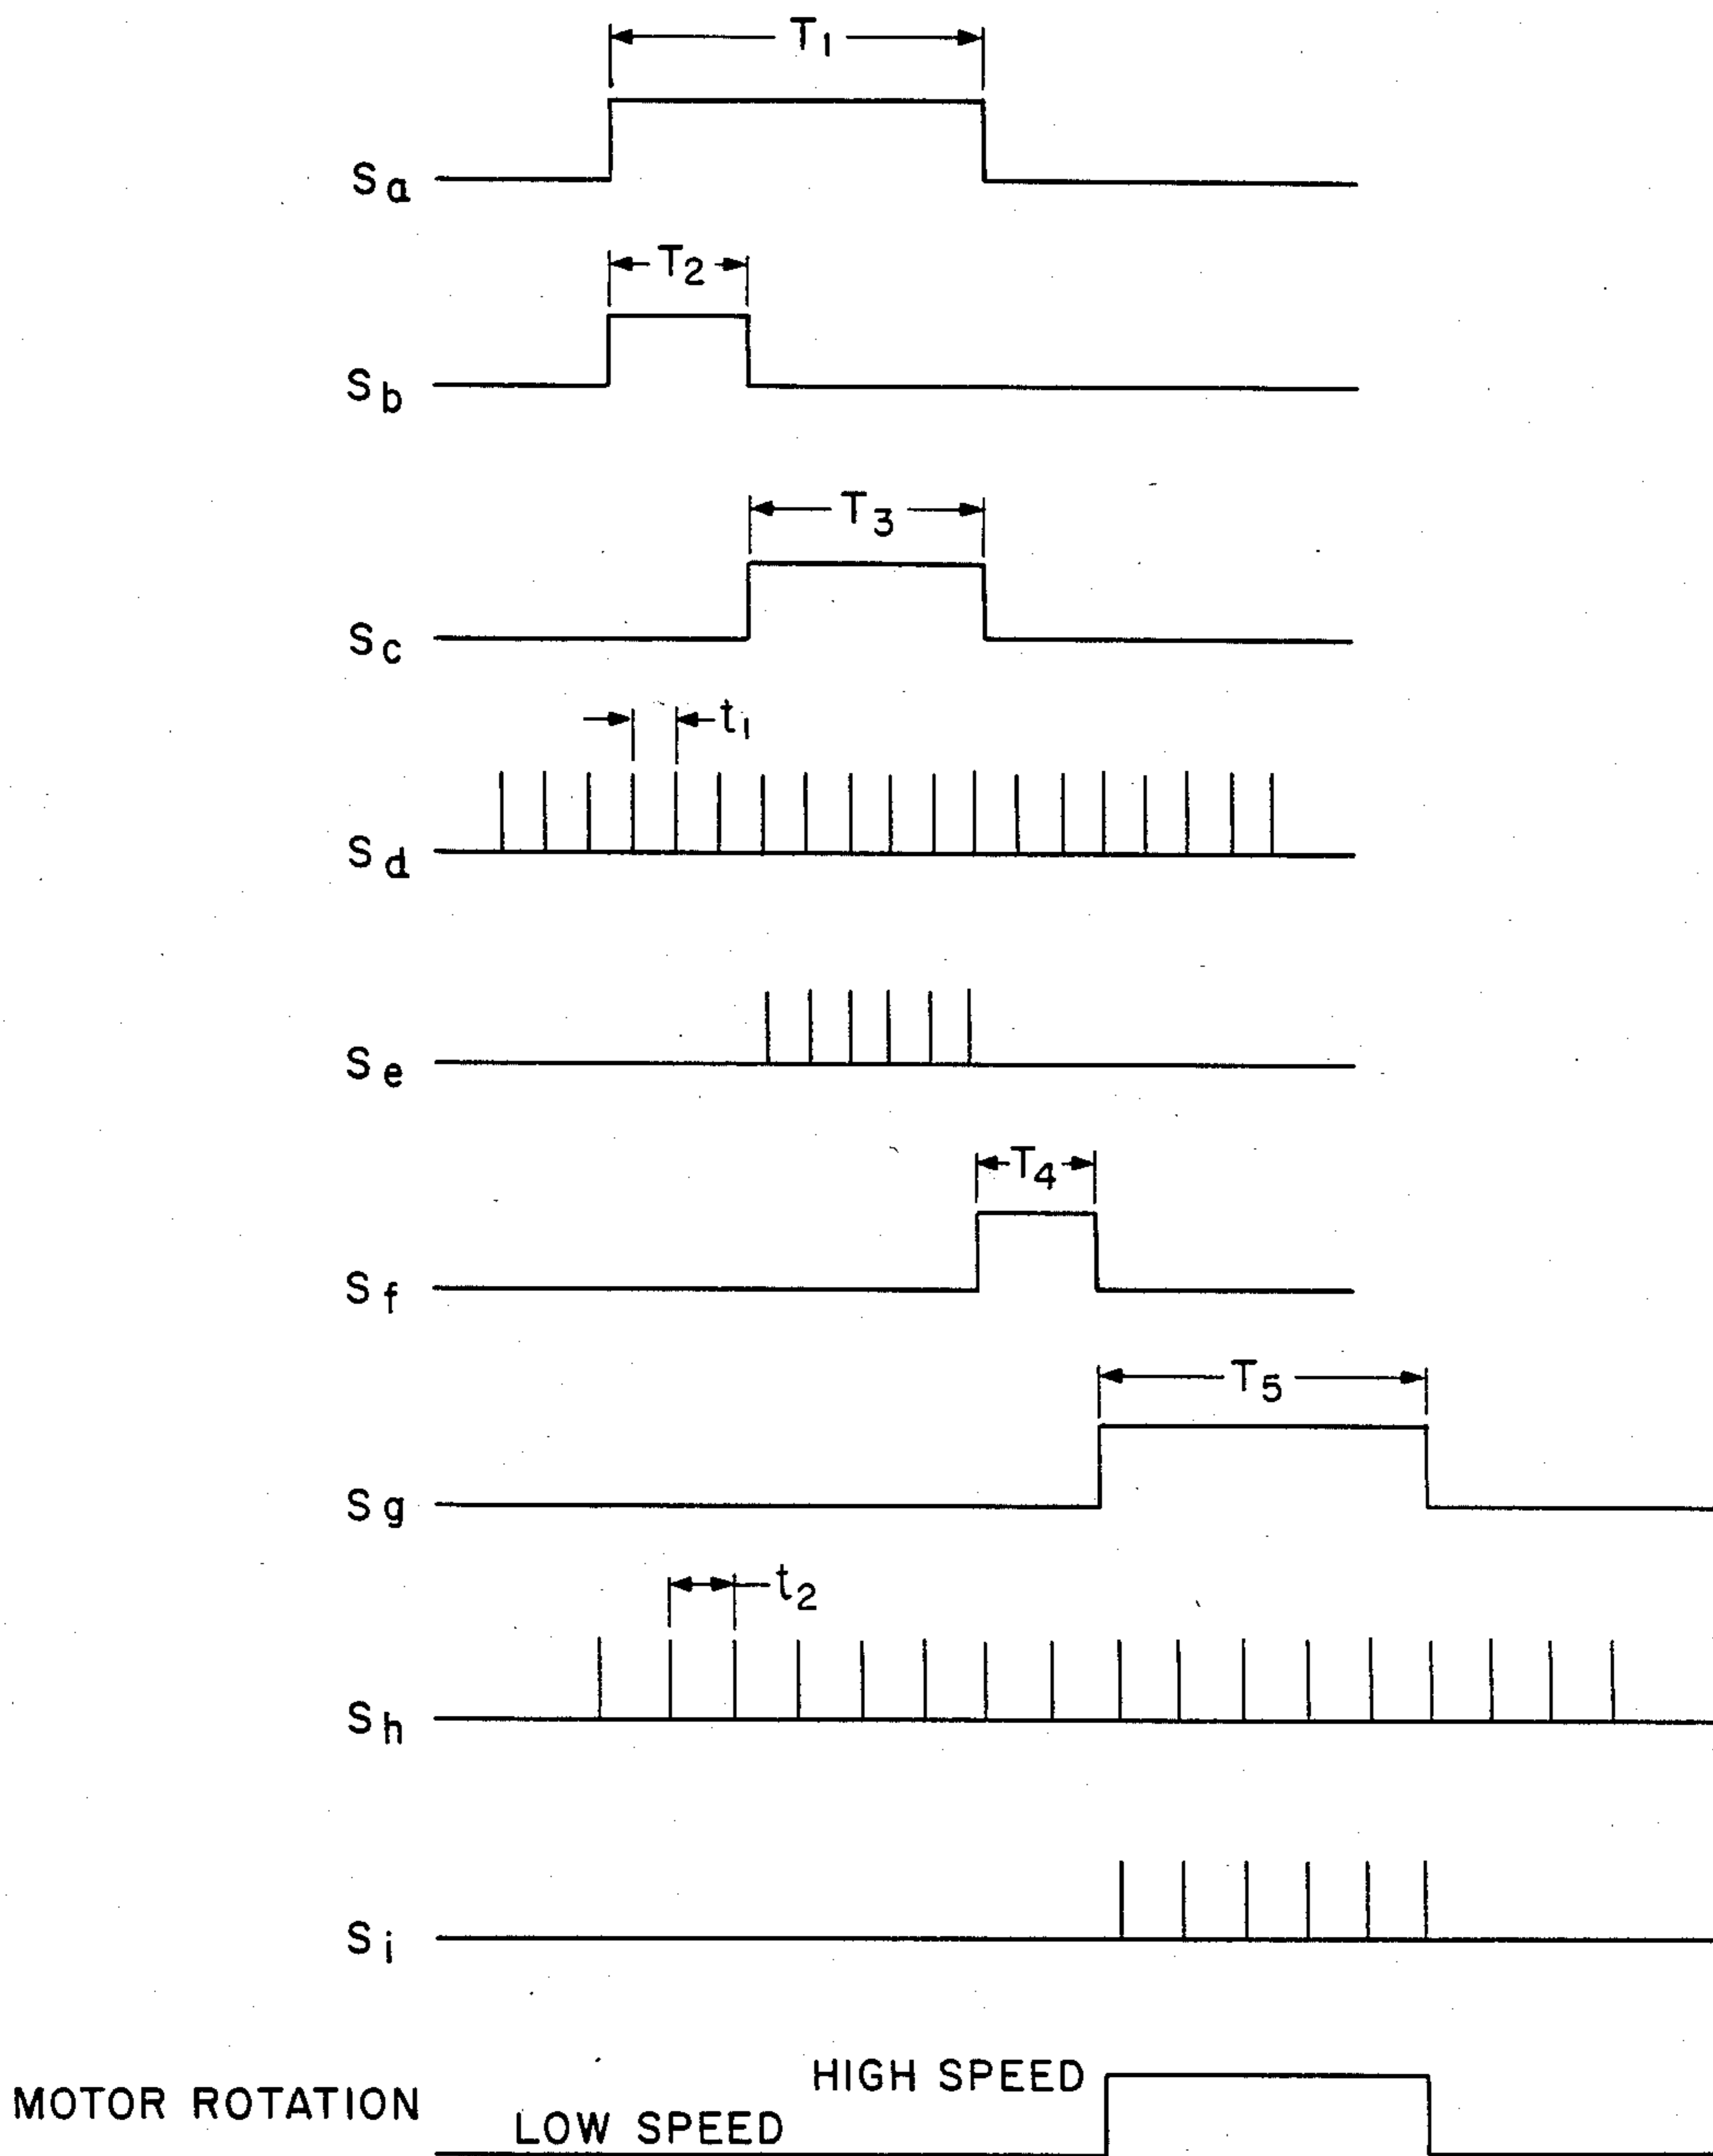 T1
Sa
T2
Sb
T3
Sc
t1
Sd
Se
T4
Sf
T5
Sg
t2
Sh
Si
HIGH SPEED
MOTOR ROTATION
LOW SPEED